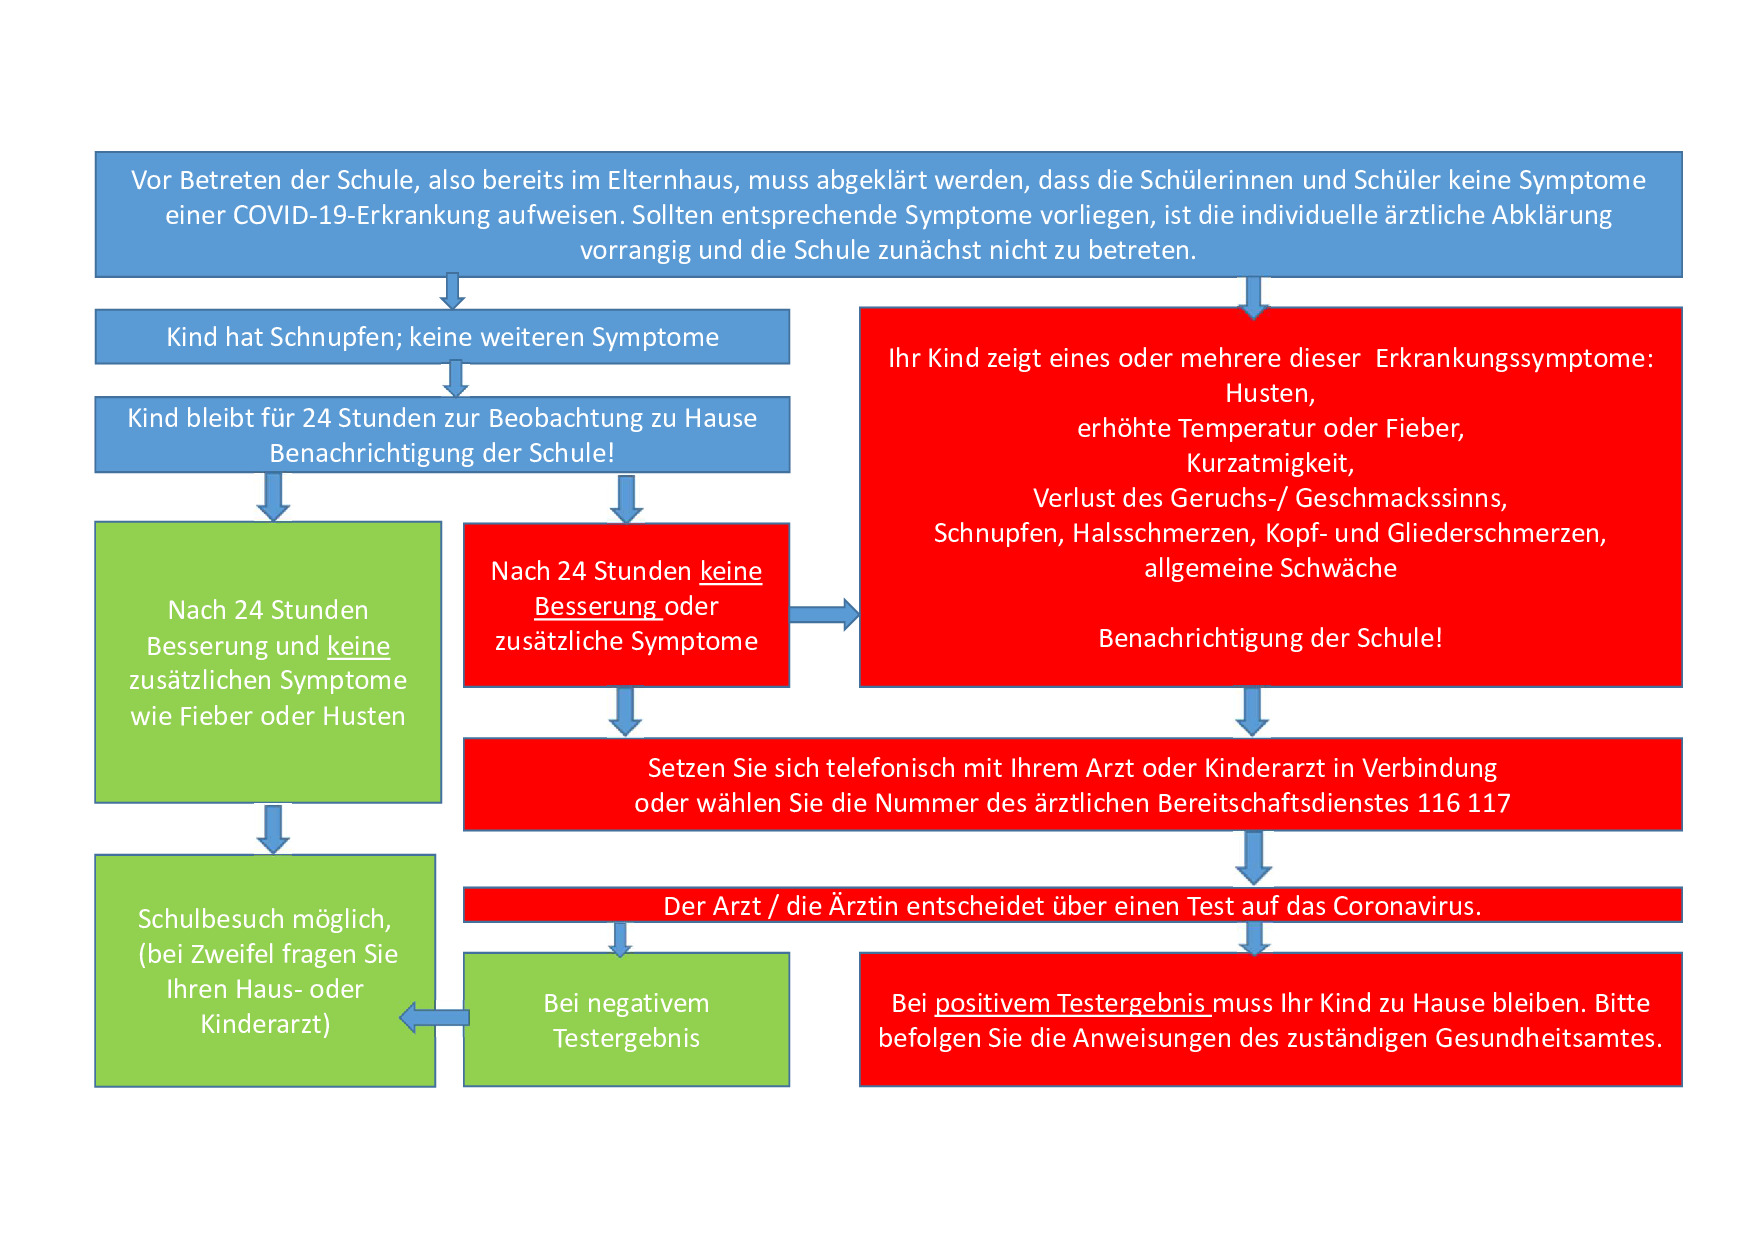 Vor Betreten der Schule, also bereits im Elternhaus, muss abgeklärt werden, dass die Schülerinnen und Schüler keine Symptome
einer COVID-19-Erkrankung aufweisen. Sollten entsprechende Symptome vorliegen, ist die individuelle ärztliche Abklärung
vorrangig und die Schule zunächst nicht zu betreten.
Kind hat Schnupfen; keine weiteren Symptome
Kind bleibt für 24 Stunden zur Beobachtung zu Hause
Benachrichtigung der Schule!
Nach 24 Stunden
Besserung und keine
zusätzlichen Symptome
wie Fieber oder Husten
Nach 24 Stunden keine
Besserung oder
zusätzliche Symptome
Ihr Kind zeigt eines oder mehrere dieser Erkrankungssymptome:
Husten,
erhöhte Temperatur oder Fieber,
Kurzatmigkeit,
Verlust des Geruchs-/ Geschmackssinns,
Schnupfen, Halsschmerzen, Kopf- und Gliederschmerzen,
allgemeine Schwäche
Benachrichtigung der Schule!
Setzen Sie sich telefonisch mit Ihrem Arzt oder Kinderarzt in Verbindung
oder wählen Sie die Nummer des ärztlichen Bereitschaftsdienstes 116 117
Der Arzt / die Ärztin entscheidet über einen Test auf das Coronavirus.
Schulbesuch möglich,
(bei Zweifel fragen Sie
Ihren Haus- oder
Kinderarzt)
Bei negativem
Testergebnis
Bei positivem Testergebnis muss Ihr Kind zu Hause bleiben. Bitte
befolgen Sie die Anweisungen des zuständigen Gesundheitsamtes.